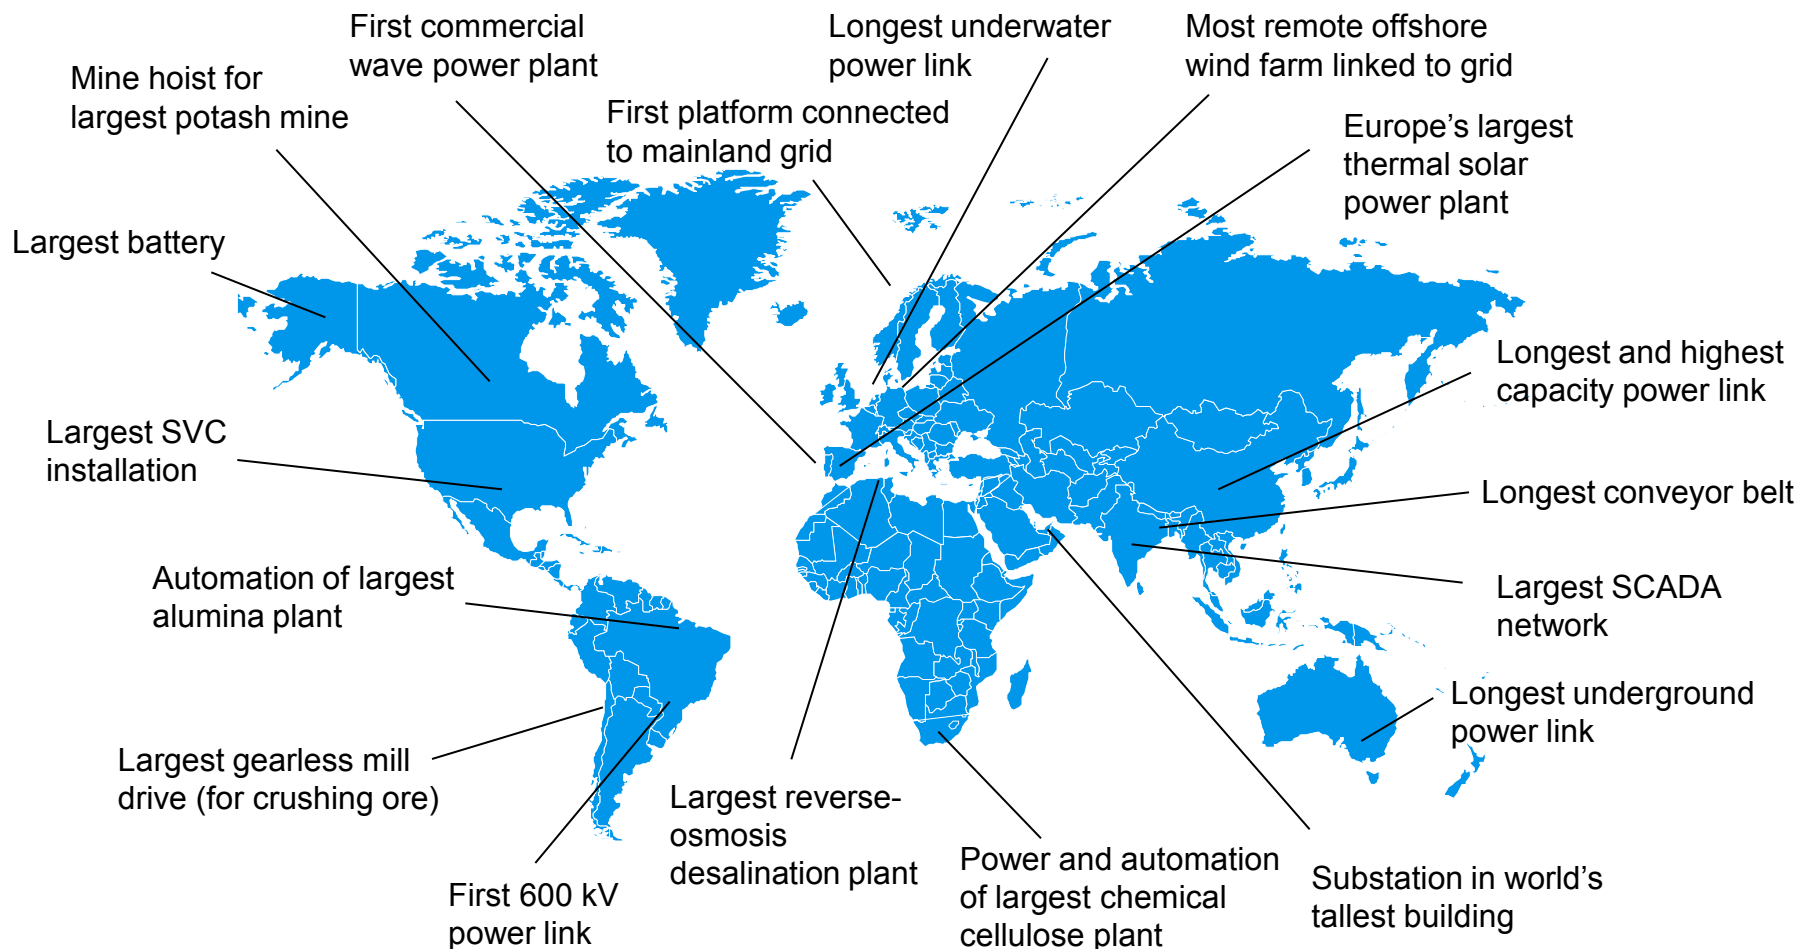 First commercial
wave power plant
Longest underwater
power link
Most remote offshore
wind farm linked to grid
Mine hoist for
largest potash mine
First platform connected
to mainland grid
Europe’s largest
thermal solar
power plant
Largest battery
Longest and highest
capacity power link
Largest SVC
installation
Longest conveyor belt
Automation of largest
alumina plant
Largest SCADA
network
Longest underground
power link
Largest gearless mill
drive (for crushing ore)
Largest reverse-
osmosis
desalination plant
Power and automation
of largest chemical
cellulose plant
Substation in world’s
tallest building
First 600 kV
power link